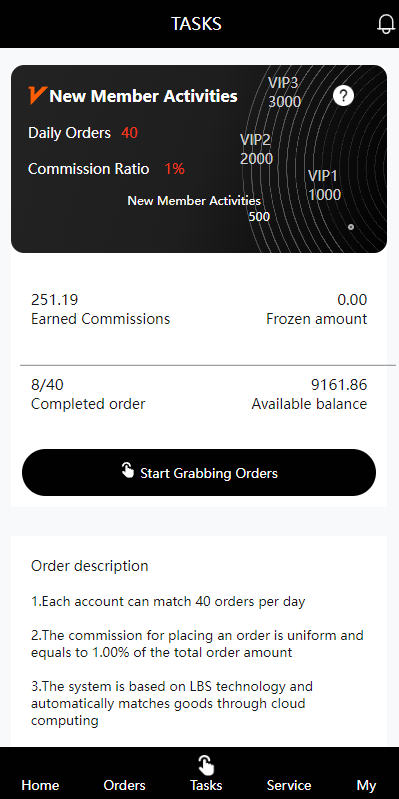 TASKS
New Member Activities
VIP3
3000
?
Daily Orders 40
VIP2
2000
Commission Ratio 1%
VIP1
1000
New Member Activities
500
251.19
0.00
Earned Commissions
Frozen amount
8/40
9161.86
Completed order
Available balance
Start Grabbing Orders
Order description
1.Each account can match 40 orders per day
2.The commission for placing an order is uniform and
equals to 1.00% of the total order amount
3.The system is based on LBS technology and
automatically matches goods through cloud
computing
Home
Orders
Tasks
Service
My